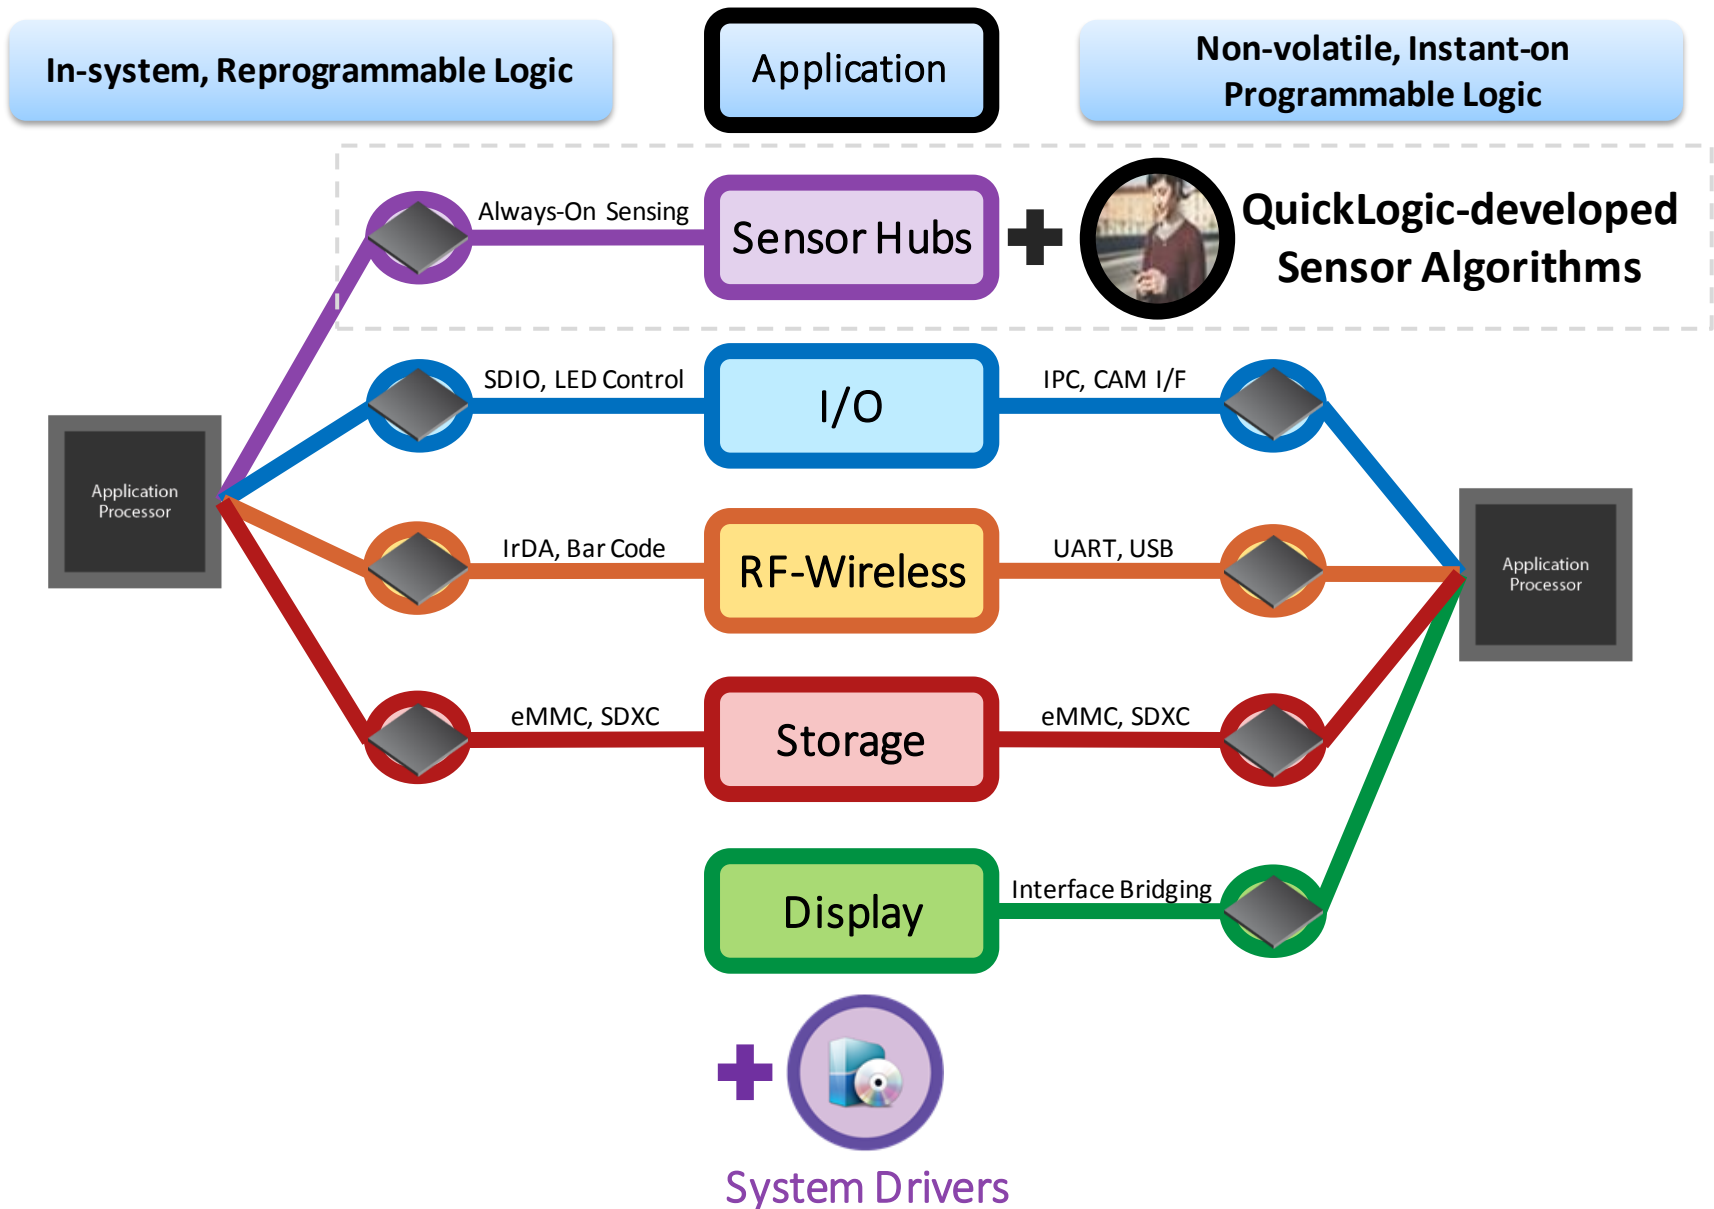 In-system, Reprogrammable Logic
Application
Non-volatile, Instant-on
Programmable Logic
Always-On Sensing
Sensor Hubs
QuickLogic-developed
Sensor Algorithms
SDIO, LED Control
I/O
IPC, CAM I/F
Application
Processor
IrDA, Bar Code
RF-Wireless
UART, USB
Application
Processor
eMMC, SDXC
Storage
eMMC, SDXC
Display
Interface Bridging
System Drivers